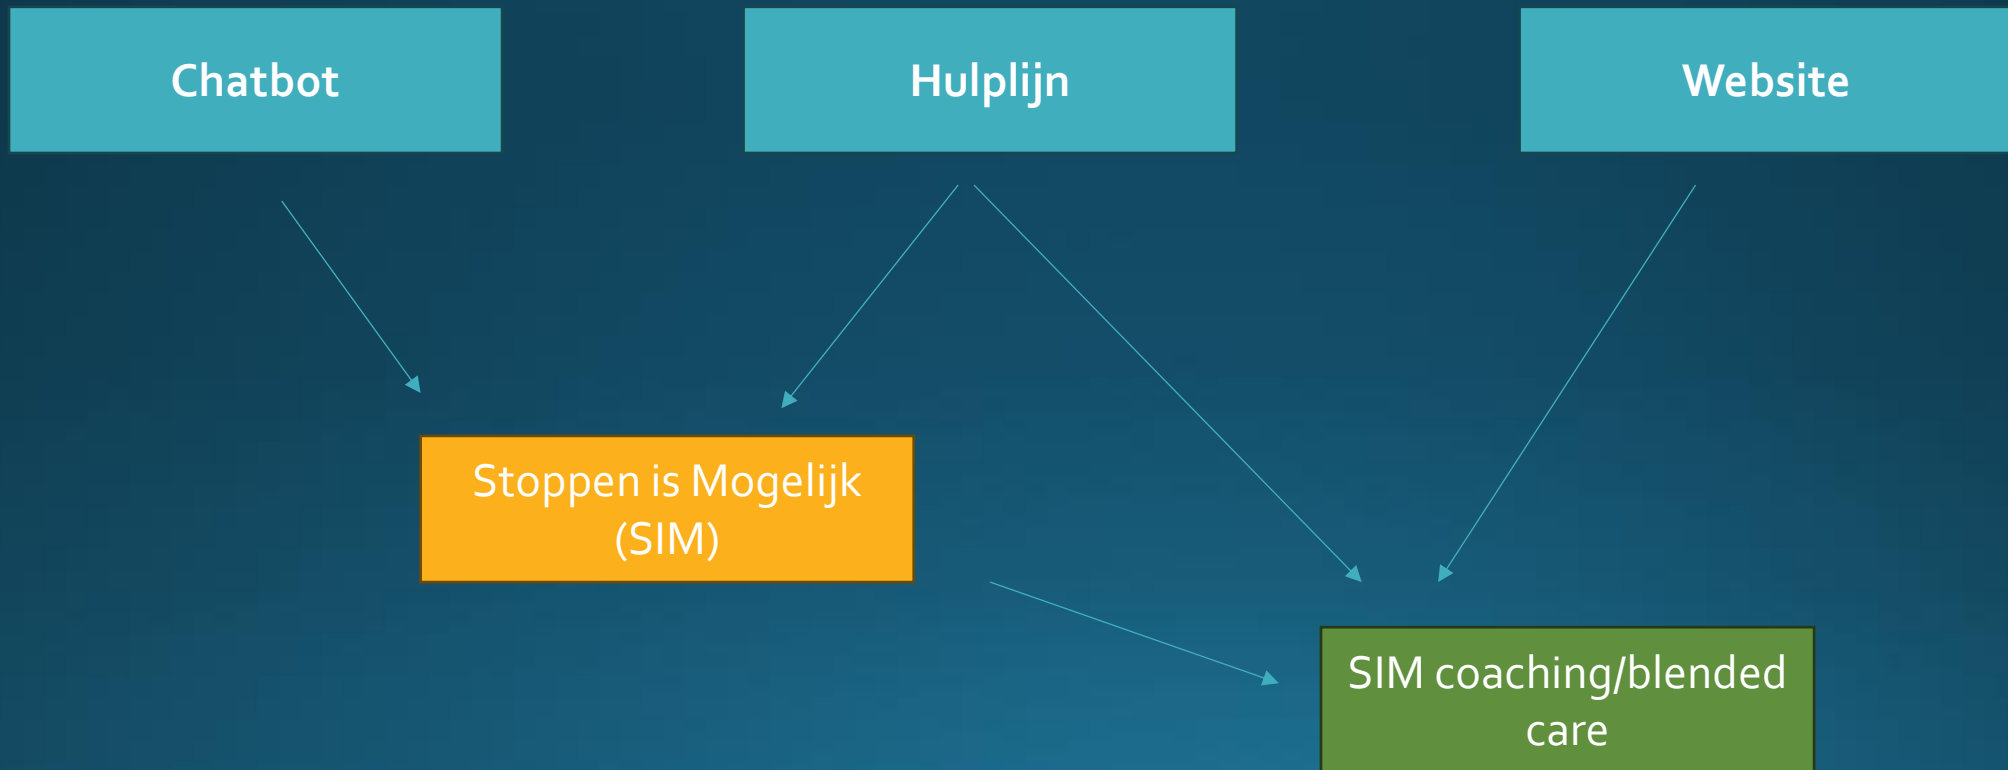 Chatbot
Hulplijn
Website
Stoppen is Mogelijk
(SIM)
SIM coaching/blended
care